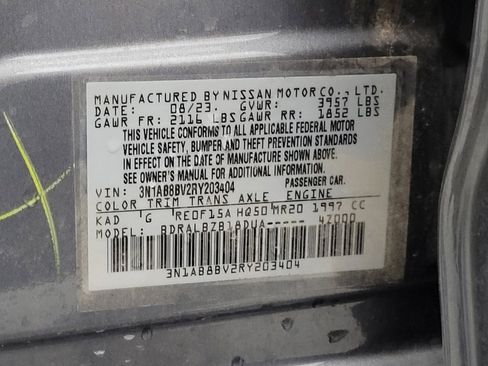 MANUFACTURED BY NISSAN MOTOR CO., LTD.
DATE: 08/23. GVWR: 3957 LBS
GAWR FR: 2116 LBS GAWR RR: 1852 LBS
THIS VEHICLE CONFORMS TO ALL APPLICABLE FEDERAL MOTOR
VEHICLE SAFETY, BUMPER AND THEFT PREVENTION STANDARDS
IN EFFECT ON THE DATE OF MANUFACTURE SHOWN ABOVE.
SEE OWNER'S MANUAL FOR ADDITIONAL INFORMATION.
VIN: 3N1AB8BV2RY203404 PASSENGER CAR.
COLOR TRIM TRANS AXLE ENGINE
KAD G RE0F15A HQ50 MR20 1997 CC
MODEL: BDRALBZB18DUA----- 4Z000
3N1AB8BV2RY203404